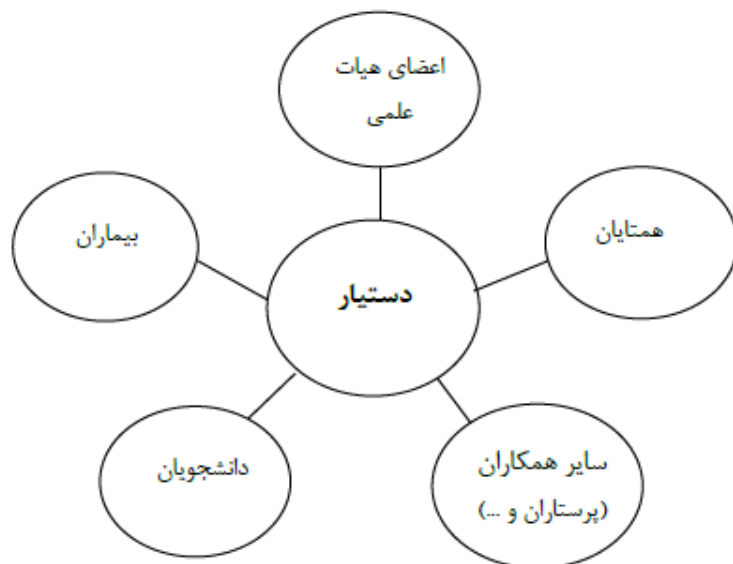 اعضای هیات
علمی
همتایان
بیماران
دستیار
سایر همکاران
(پرستاران و ...)
دانشجویان